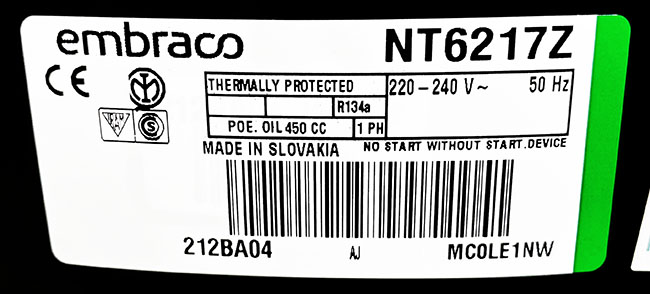 embraco NT6217Z
CE
THERMALLY PROTECTED 220-240 V~ 50 Hz
R134a
POE. OIL 450 CC 1 PH
MADE IN SLOVAKIA NO START WITHOUT START.DEVICE
212BA04 AJ MC0LE1NW